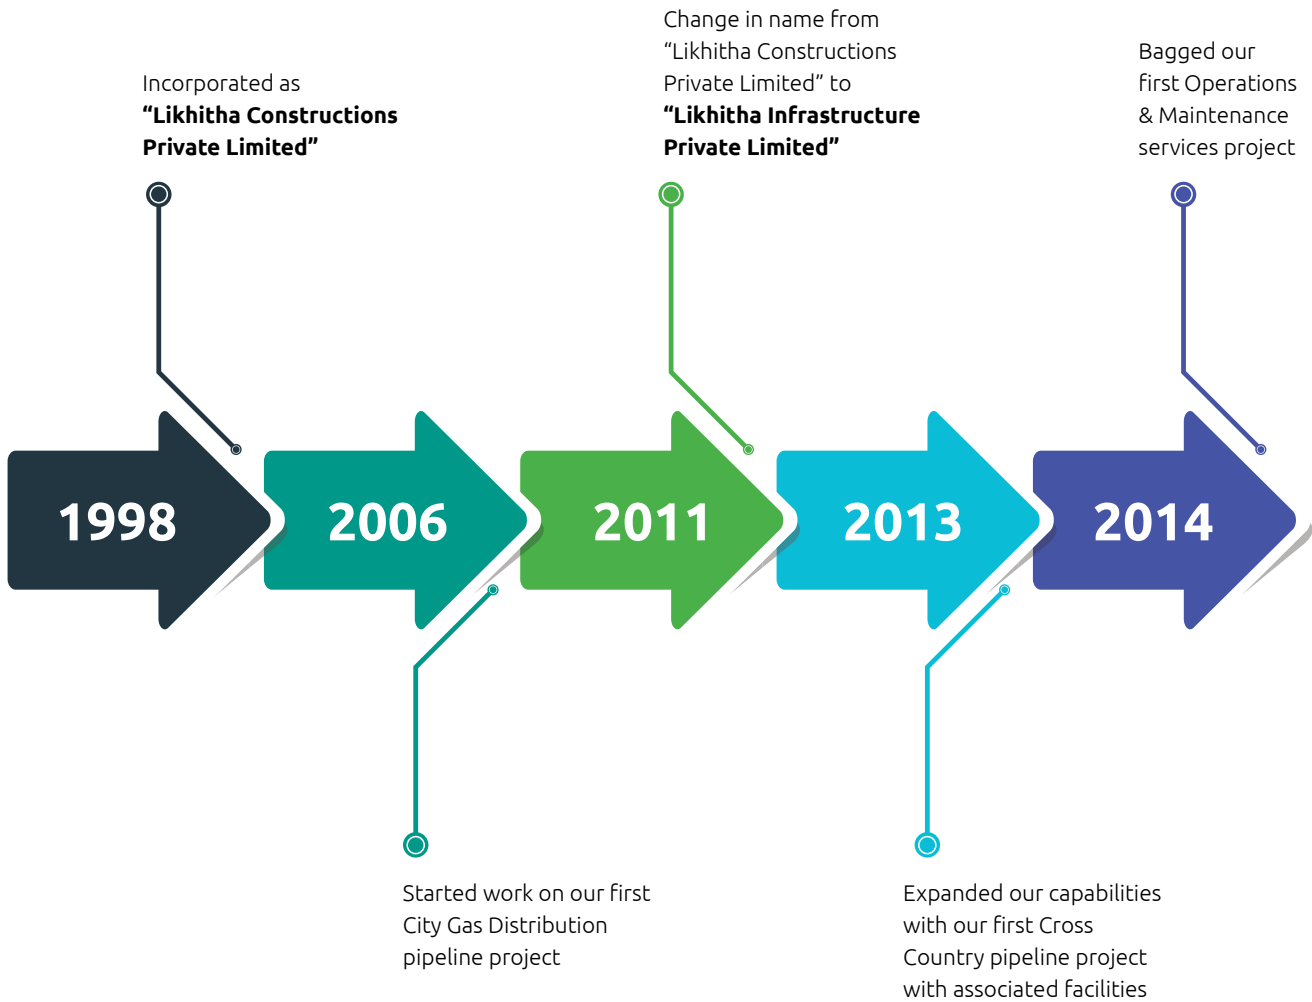 Incorporated as
“Likhitha Constructions
Private Limited”
Change in name from
“Likhitha Constructions
Private Limited” to
“Likhitha Infrastructure
Private Limited”
Bagged our
first Operations
& Maintenance
services project
1998
2006
2011
2013
2014
Started work on our first
City Gas Distribution
pipeline project
Expanded our capabilities
with our first Cross
Country pipeline project
with associated facilities